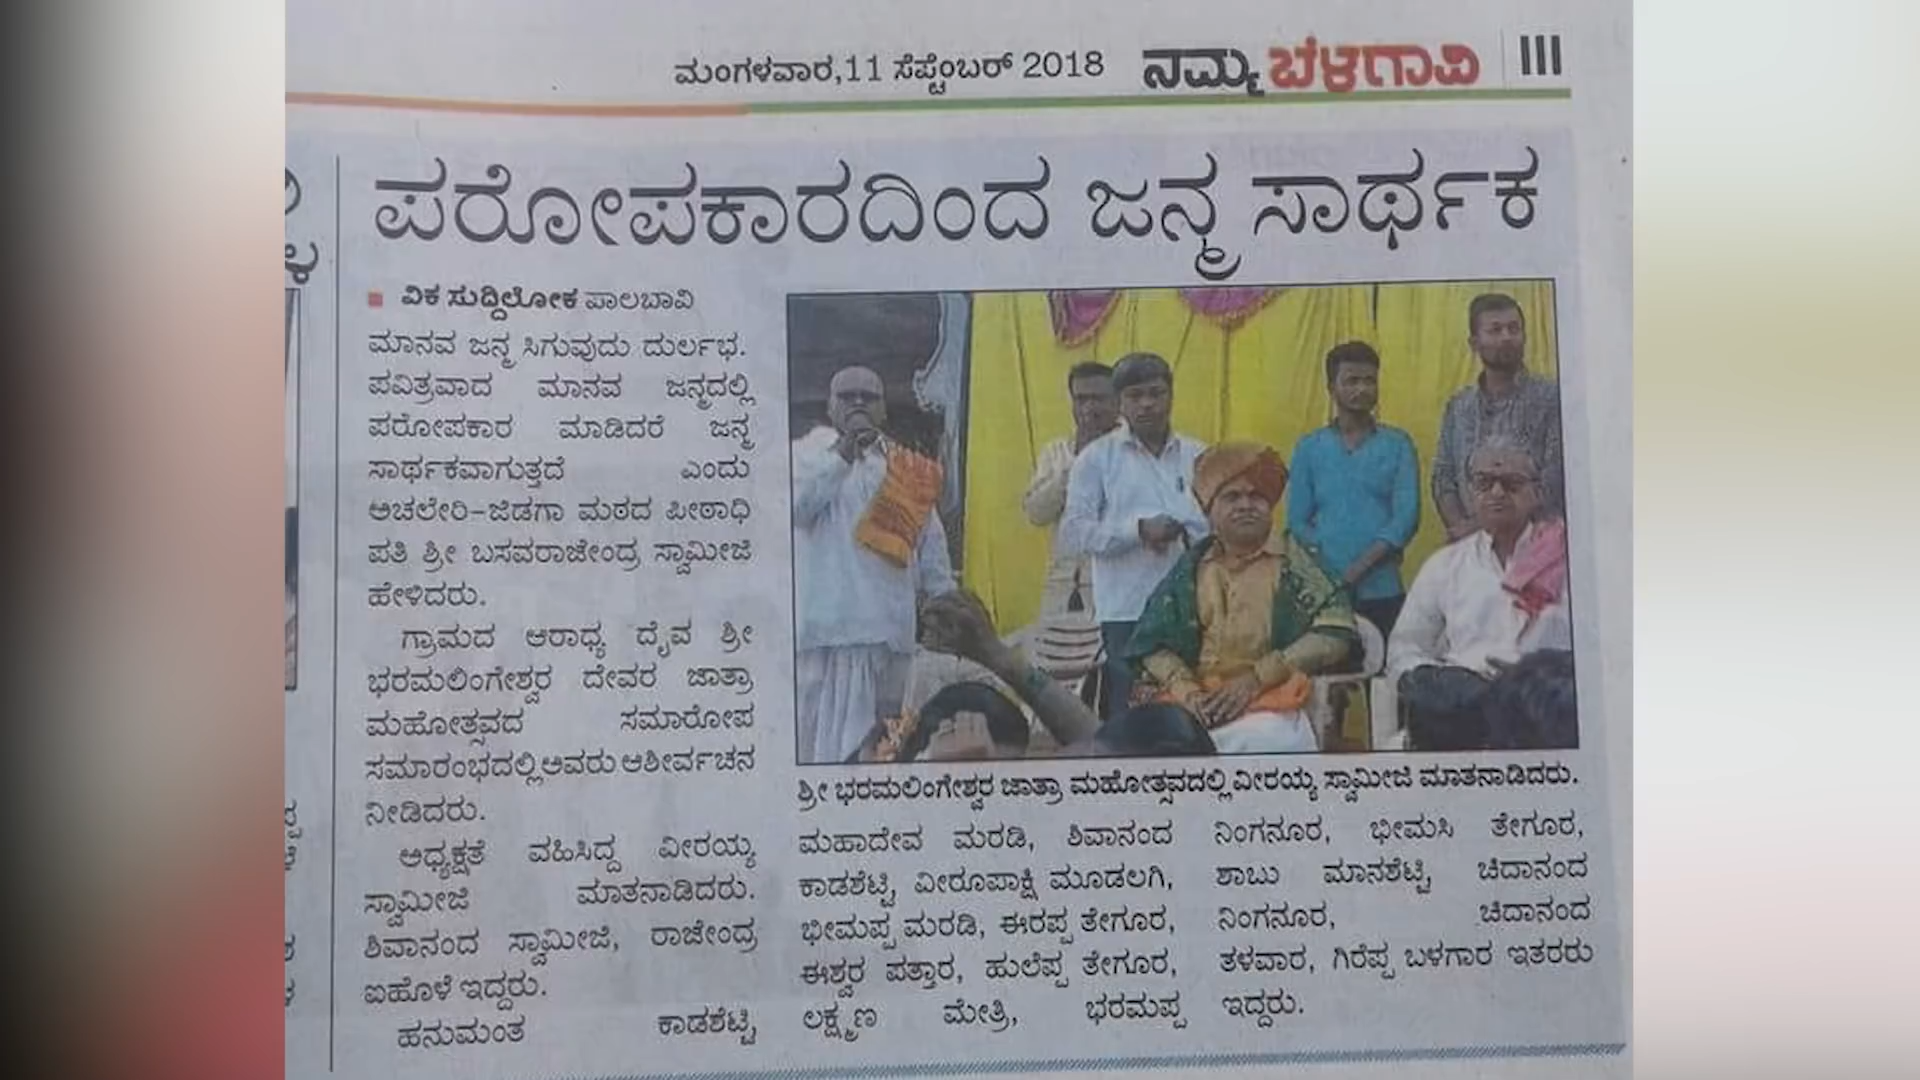 ಮಂಗಳವಾರ,11 ಸೆಪ್ಟೆಂಬರ್ 2018 ನಮ್ಮ ಬೆಳಗಾವಿ III
ಪರೋಪಕಾರದಿಂದ ಜನ್ಮ ಸಾರ್ಥಕ
ವಿಕ ಸುದ್ದಿಲೋಕ ಪಾಲಬಾವಿ
ಮಾನವ ಜನ್ಮ ಸಿಗುವುದು ದುರ್ಲಭ.
ಪವಿತ್ರವಾದ ಮಾನವ ಜನ್ಮದಲ್ಲಿ
ಪರೋಪಕಾರ ಮಾಡಿದರೆ ಜನ್ಮ
ಸಾರ್ಥಕವಾಗುತ್ತದೆ ಎಂದು
ಅಚಲೇರಿ-ಜಿಡಗಾ ಮಠದ ಪೀಠಾಧಿ
ಪತಿ ಶ್ರೀ ಬಸವರಾಜೇಂದ್ರ ಸ್ವಾಮೀಜಿ
ಹೇಳಿದರು.
ಗ್ರಾಮದ ಆರಾಧ್ಯ ದೈವ ಶ್ರೀ
ಭರಮಲಿಂಗೇಶ್ವರ ದೇವರ ಜಾತ್ರಾ
ಮಹೋತ್ಸವದ ಸಮಾರೋಪ
ಸಮಾರಂಭದಲ್ಲಿ ಅವರು ಆಶೀರ್ವಚನ
ನೀಡಿದರು.
ಅಧ್ಯಕ್ಷತೆ ವಹಿಸಿದ್ದ ವೀರಯ್ಯ
ಸ್ವಾಮೀಜಿ ಮಾತನಾಡಿದರು.
ಶಿವಾನಂದ ಸ್ವಾಮೀಜಿ, ರಾಜೇಂದ್ರ
ಐಹೊಳೆ ಇದ್ದರು.
ಹನುಮಂತ ಕಾಡಶೆಟ್ಟಿ,
ಶ್ರೀ ಭರಮಲಿಂಗೇಶ್ವರ ಜಾತ್ರಾ ಮಹೋತ್ಸವದಲ್ಲಿ ವೀರಯ್ಯ ಸ್ವಾಮೀಜಿ ಮಾತನಾಡಿದರು.
ಮಹಾದೇವ ಮರಡಿ, ಶಿವಾನಂದ
ಕಾಡಶೆಟ್ಟಿ, ವೀರೂಪಾಕ್ಷಿ ಮೂಡಲಗಿ,
ಭೀಮಪ್ಪ ಮರಡಿ, ಈರಪ್ಪ ತೇಗೂರ,
ಈಶ್ವರ ಪತ್ತಾರ, ಹುಲೆಪ್ಪ ತೇಗೂರ,
ಲಕ್ಷ್ಮಣ ಮೇತ್ರಿ, ಭರಮಪ್ಪ
ನಿಂಗನೂರ, ಭೀಮಸಿ ತೇಗೂರ,
ಶಾಬು ಮಾನಶೆಟ್ಟಿ, ಚಿದಾನಂದ
ನಿಂಗನೂರ, ಚಿದಾನಂದ
ತಳವಾರ, ಗಿರೆಪ್ಪ ಬಳಗಾರ ಇತರರು
ಇದ್ದರು.